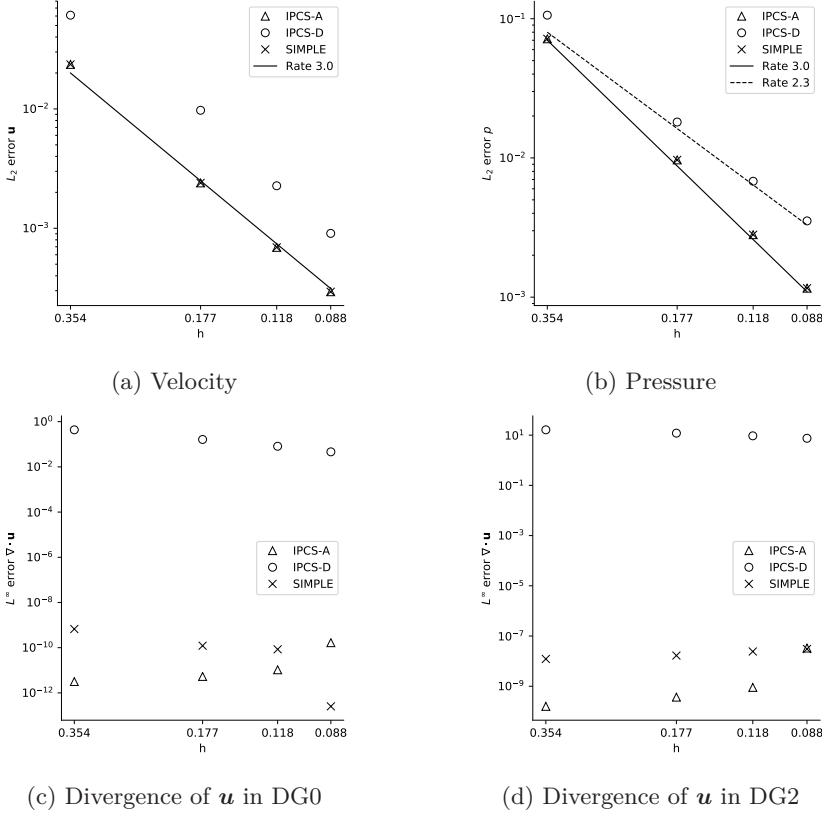 IPCS-A
IPCS-D
SIMPLE
Rate 3.0
10⁻²
10⁻³
L₂ error u
0.354
0.177
0.118
0.088
h
(a) Velocity
10⁻¹
10⁻²
10⁻³
L₂ error p
IPCS-A
IPCS-D
SIMPLE
Rate 3.0
Rate 2.3
0.354
0.177
0.118
0.088
h
(b) Pressure
10⁰
10⁻²
10⁻⁴
10⁻⁶
10⁻⁸
10⁻¹⁰
10⁻¹²
L∞ error ∇·u
IPCS-A
IPCS-D
SIMPLE
0.354
0.177
0.118
0.088
h
(c) Divergence of u in DG0
10¹
10⁻¹
10⁻³
10⁻⁵
10⁻⁷
10⁻⁹
L∞ error ∇·u
IPCS-A
IPCS-D
SIMPLE
0.354
0.177
0.118
0.088
h
(d) Divergence of u in DG2